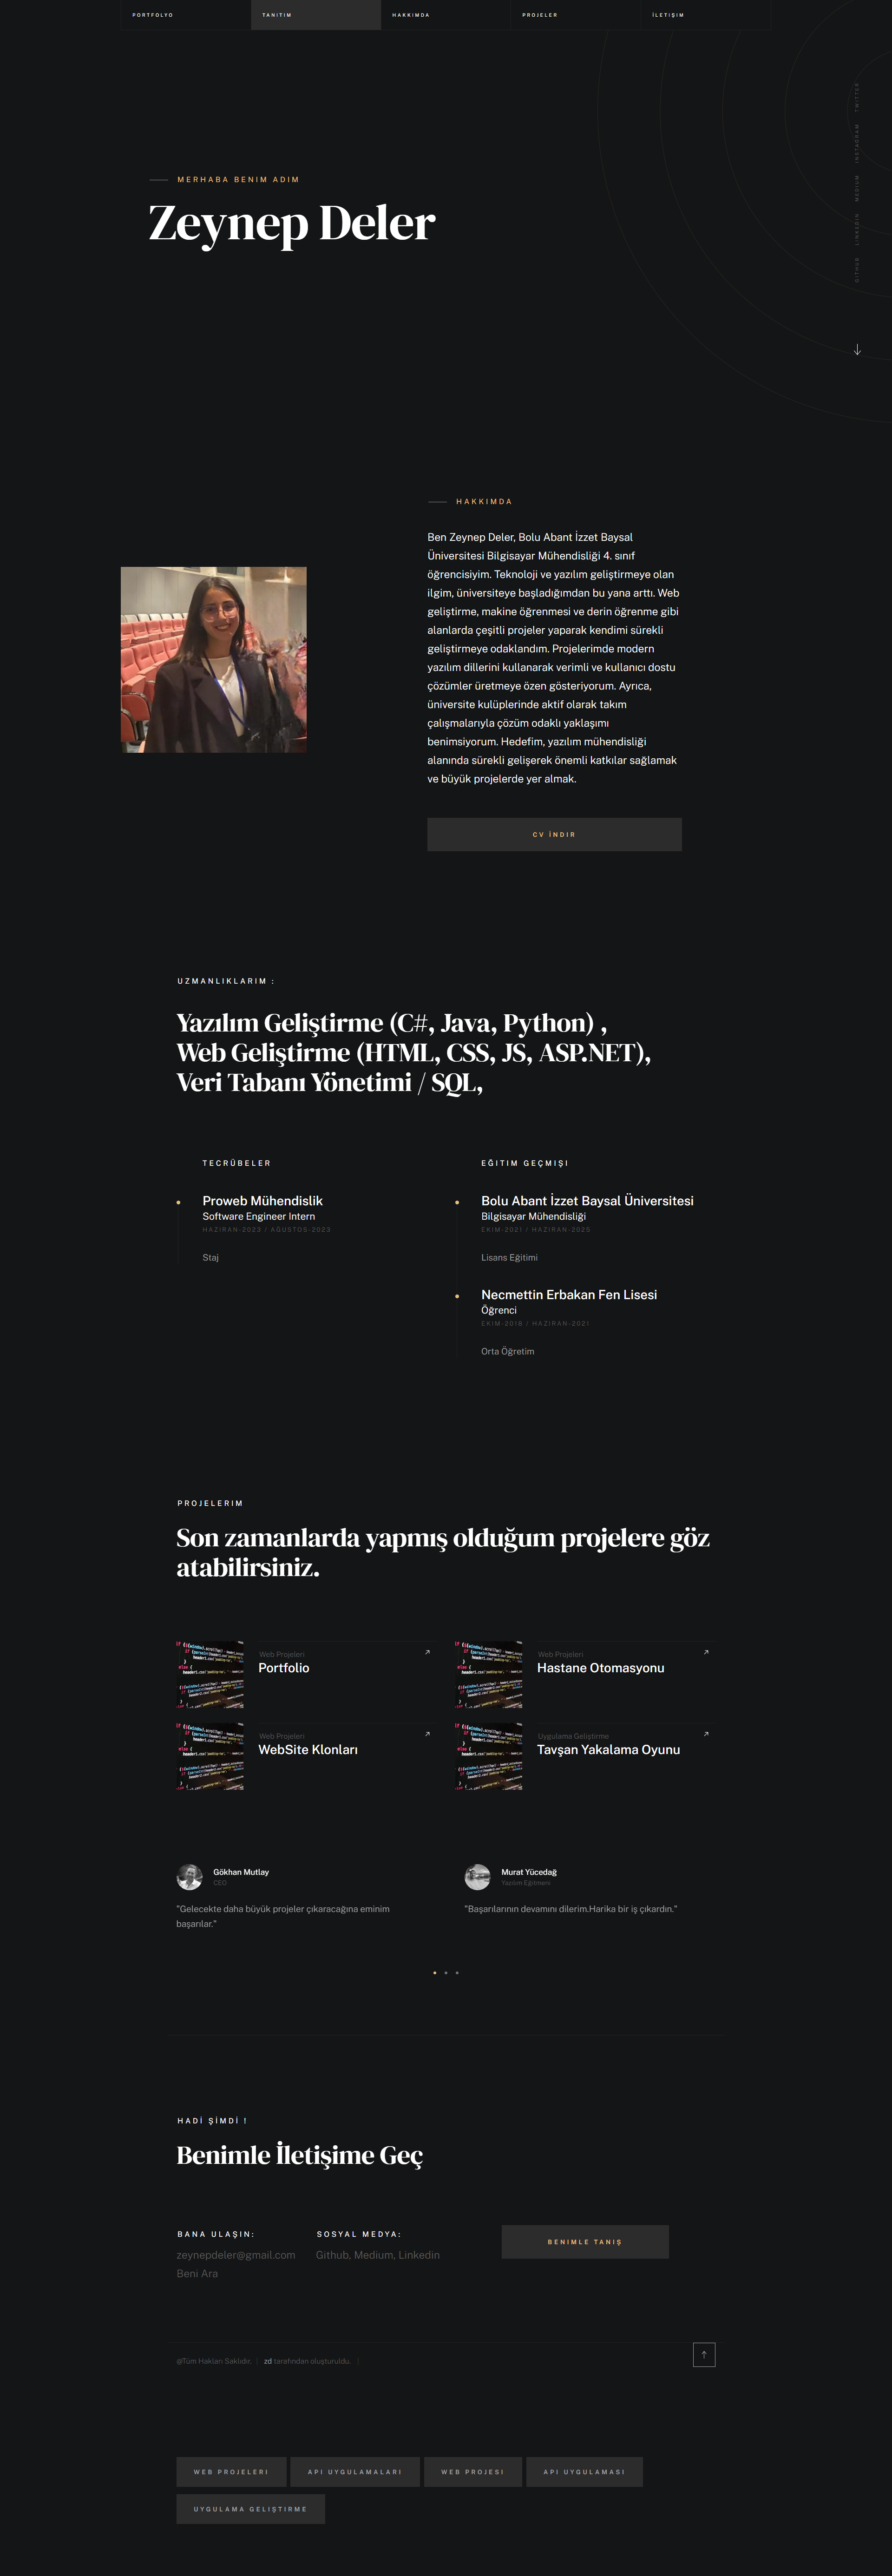 PORTFOLYO
TANITIM
HAKKIMDA
PROJELER
İLETIŞIM
TWITTER
INSTAGRAM
MEDIUM
LINKEDIN
GITHUB
MERHABA BENIM ADIM
Zeynep Deler
HAKKIMDA
Ben Zeynep Deler, Bolu Abant İzzet Baysal
Üniversitesi Bilgisayar Mühendisliği 4. sınıf
öğrencisiyim. Teknoloji ve yazılım geliştirmeye olan
ilgim, üniversiteye başladığımdan bu yana arttı. Web
geliştirme, makine öğrenmesi ve derin öğrenme gibi
alanlarda çeşitli projeler yaparak kendimi sürekli
geliştirmeye odaklandım. Projelerimde modern
yazılım dillerini kullanarak verimli ve kullanıcı dostu
çözümler üretmeye özen gösteriyorum. Ayrıca,
üniversite kulüplerinde aktif olarak takım
çalışmalarıyla çözüm odaklı yaklaşımı
benimsiyorum. Hedefim, yazılım mühendisliği
alanında sürekli gelişerek önemli katkılar sağlamak
ve büyük projelerde yer almak.
CV İNDIR
UZMANLIKLARIM :
Yazılım Geliştirme (C#, Java, Python) ,
Web Geliştirme (HTML, CSS, JS, ASP.NET),
Veri Tabanı Yönetimi / SQL,
TECRÜBELER
Proweb Mühendislik
Software Engineer Intern
HAZIRAN-2023 / AĞUSTOS-2023
Staj
EĞITIM GEÇMIŞI
Bolu Abant İzzet Baysal Üniversitesi
Bilgisayar Mühendisliği
EKIM-2021 / HAZIRAN-2025
Lisans Eğitimi
Necmettin Erbakan Fen Lisesi
Öğrenci
EKIM-2016 / HAZIRAN-2021
Orta Öğretim
PROJELERIM
Son zamanlarda yapmış olduğum projelere göz
atabilirsiniz.
Web Projeleri
Portfolio
Web Projeleri
Hastane Otomasyonu
Web Projeleri
WebSite Klonları
Uygulama Geliştirme
Tavşan Yakalama Oyunu
Gökhan Mutlay
CEO
"Gelecekte daha büyük projeler çıkaracağına eminim
başarılar."
Murat Yücedağ
Yazılım Eğitmeni
"Başarılarının devamını dilerim.Harika bir iş çıkardın."
HADİ ŞİMDİ !
Benimle İletişime Geç
BANA ULAŞIN:
zeynepdeler@gmail.com
Beni Ara
SOSYAL MEDYA:
Github, Medium, Linkedin
BENIMLE TANIŞ
@Tüm Hakları Saklıdır. | zd tarafından oluşturuldu. |
WEB PROJELERI
API UYGULAMALARI
WEB PROJESI
API UYGULAMASI
UYGULAMA GELIŞTIRME